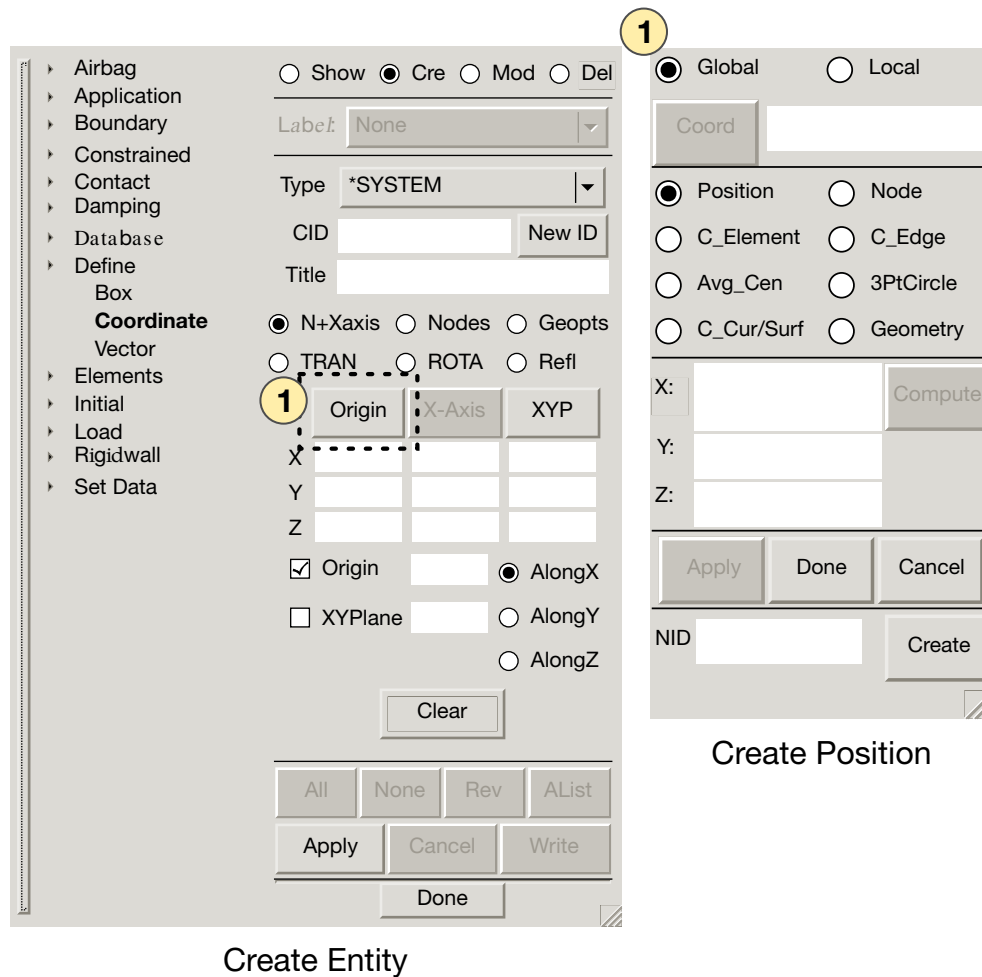 Airbag
Application
Boundary
Constrained
Contact
Damping
Database
Define
Box
Coordinate
Vector
Elements
Initial
Load
Rigidwall
Set Data
Show Cre Mod Del
Label: None
Type *SYSTEM
CID New ID
Title
N+Xaxis Nodes Geopts
TRAN ROTA Refl
1 Origin X-Axis XYP
X
Y
Z
Origin AlongX
XYPlane AlongY
AlongZ
Clear
All None Rev AList
Apply Cancel Write
Done
Create Entity
1
Global Local
Coord
Position Node
C_Element C_Edge
Avg_Cen 3PtCircle
C_Cur/Surf Geometry
X: Compute
Y:
Z:
Apply Done Cancel
NID Create
Create Position